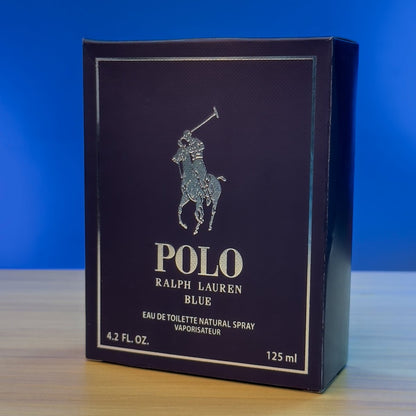 POLO
RALPH LAUREN
BLUE
EAU DE TOILETTE NATURAL SPRAY
VAPORISATEUR
4.2 FL. OZ.
125 ml